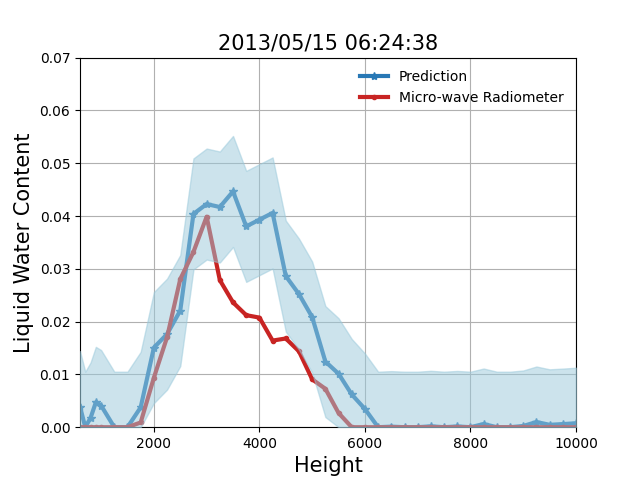 2013/05/15 06:24:38
0.07
0.06
0.05
0.04
0.03
0.02
0.01
0.00
Liquid Water Content
Prediction
Micro-wave Radiometer
2000 4000 6000 8000 10000
Height